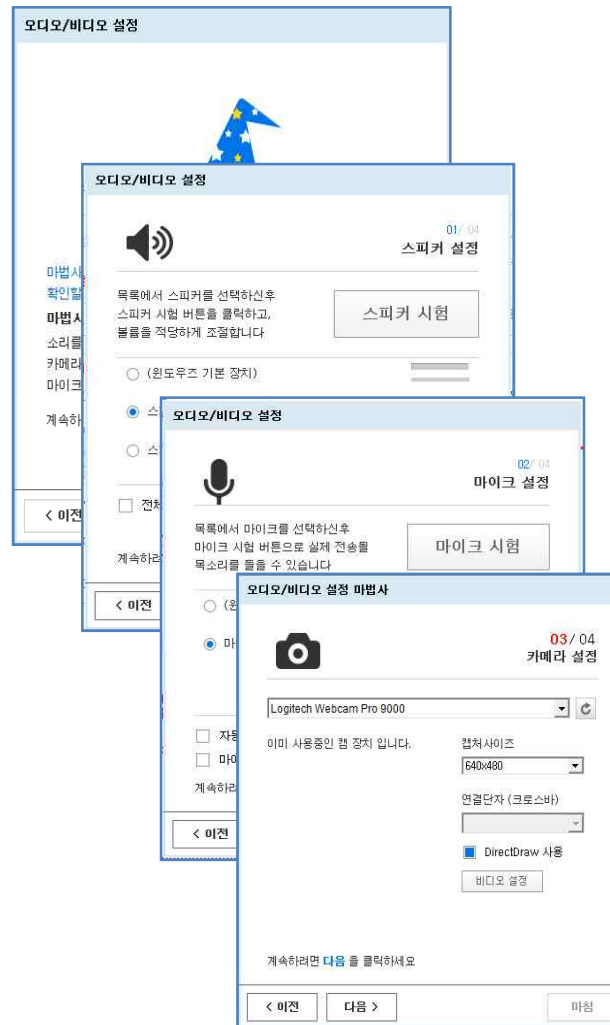 오디오/비디오 설정
마법사
확인할
마법사
소리를
카메라
마이크
계속하
< 이전
오디오/비디오 설정
01/ 04
스피커 설정
목록에서 스피커를 선택하신후
스피커 시험 버튼을 클릭하고,
볼륨을 적당하게 조절합니다
스피커 시험
(윈도우즈 기본 장치)
스
스
전체
계속하려
< 이전
오디오/비디오 설정
02/ 04
마이크 설정
목록에서 마이크를 선택하신후
마이크 시험 버튼으로 실제 전송될
목소리를 들을 수 있습니다
마이크 시험
(윈
마
자동
마이
계속하려
< 이전
오디오/비디오 설정 마법사
03/ 04
카메라 설정
Logitech Webcam Pro 9000
이미 사용중인 캠 장치 입니다.
캡처사이즈
640x480
연결단자 (크로스바)
DirectDraw 사용
비디오 설정
계속하려면 다음 을 클릭하세요
< 이전
다음 >
마침